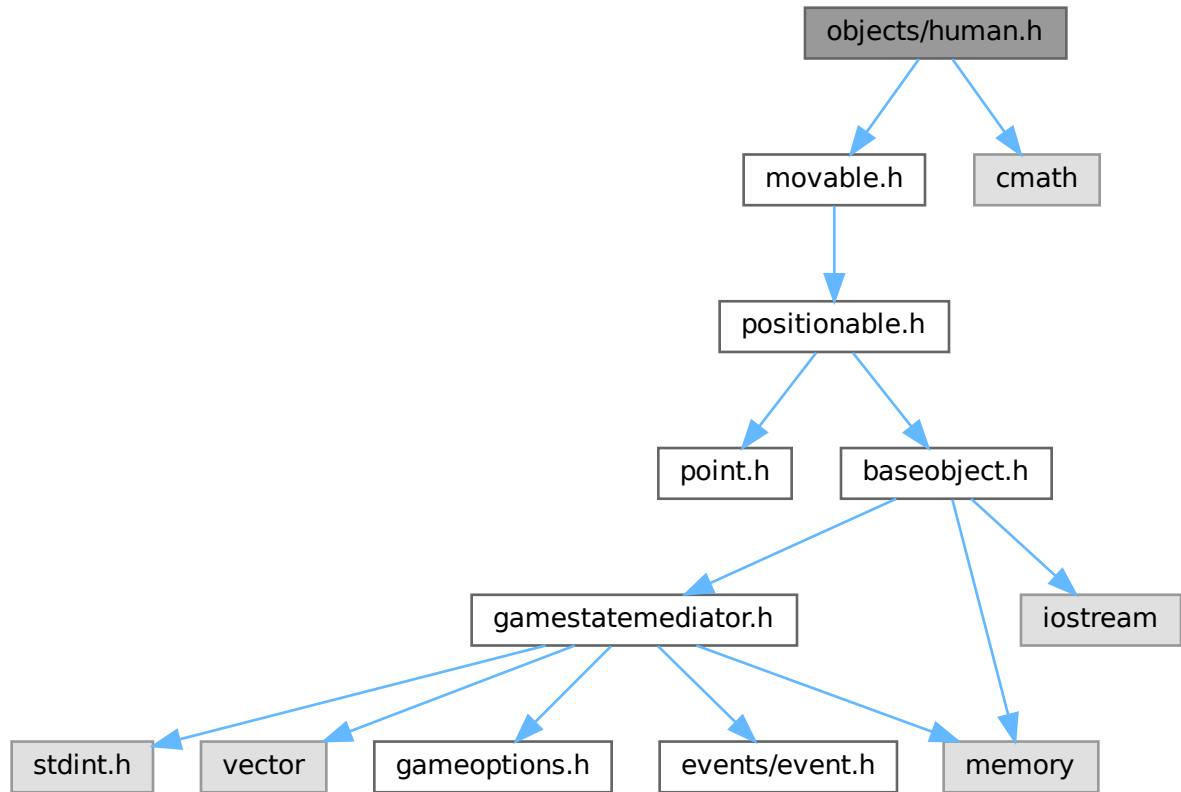 objects/human.h
movable.h
cmath
positionable.h
point.h
baseobject.h
gamestatemediator.h
iostream
stdint.h
vector
gameoptions.h
events/event.h
memory